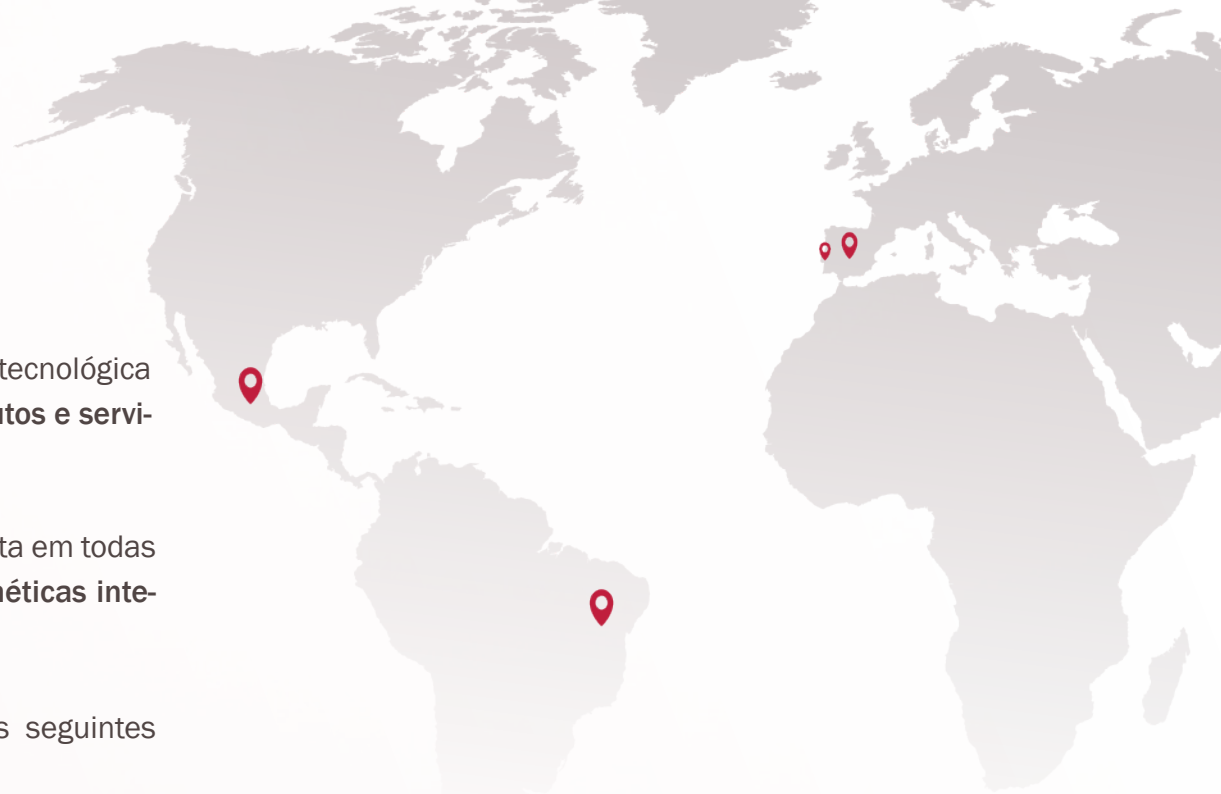 tecnológica
utos e servi-
ta em todas
néticas inte-
s seguintes